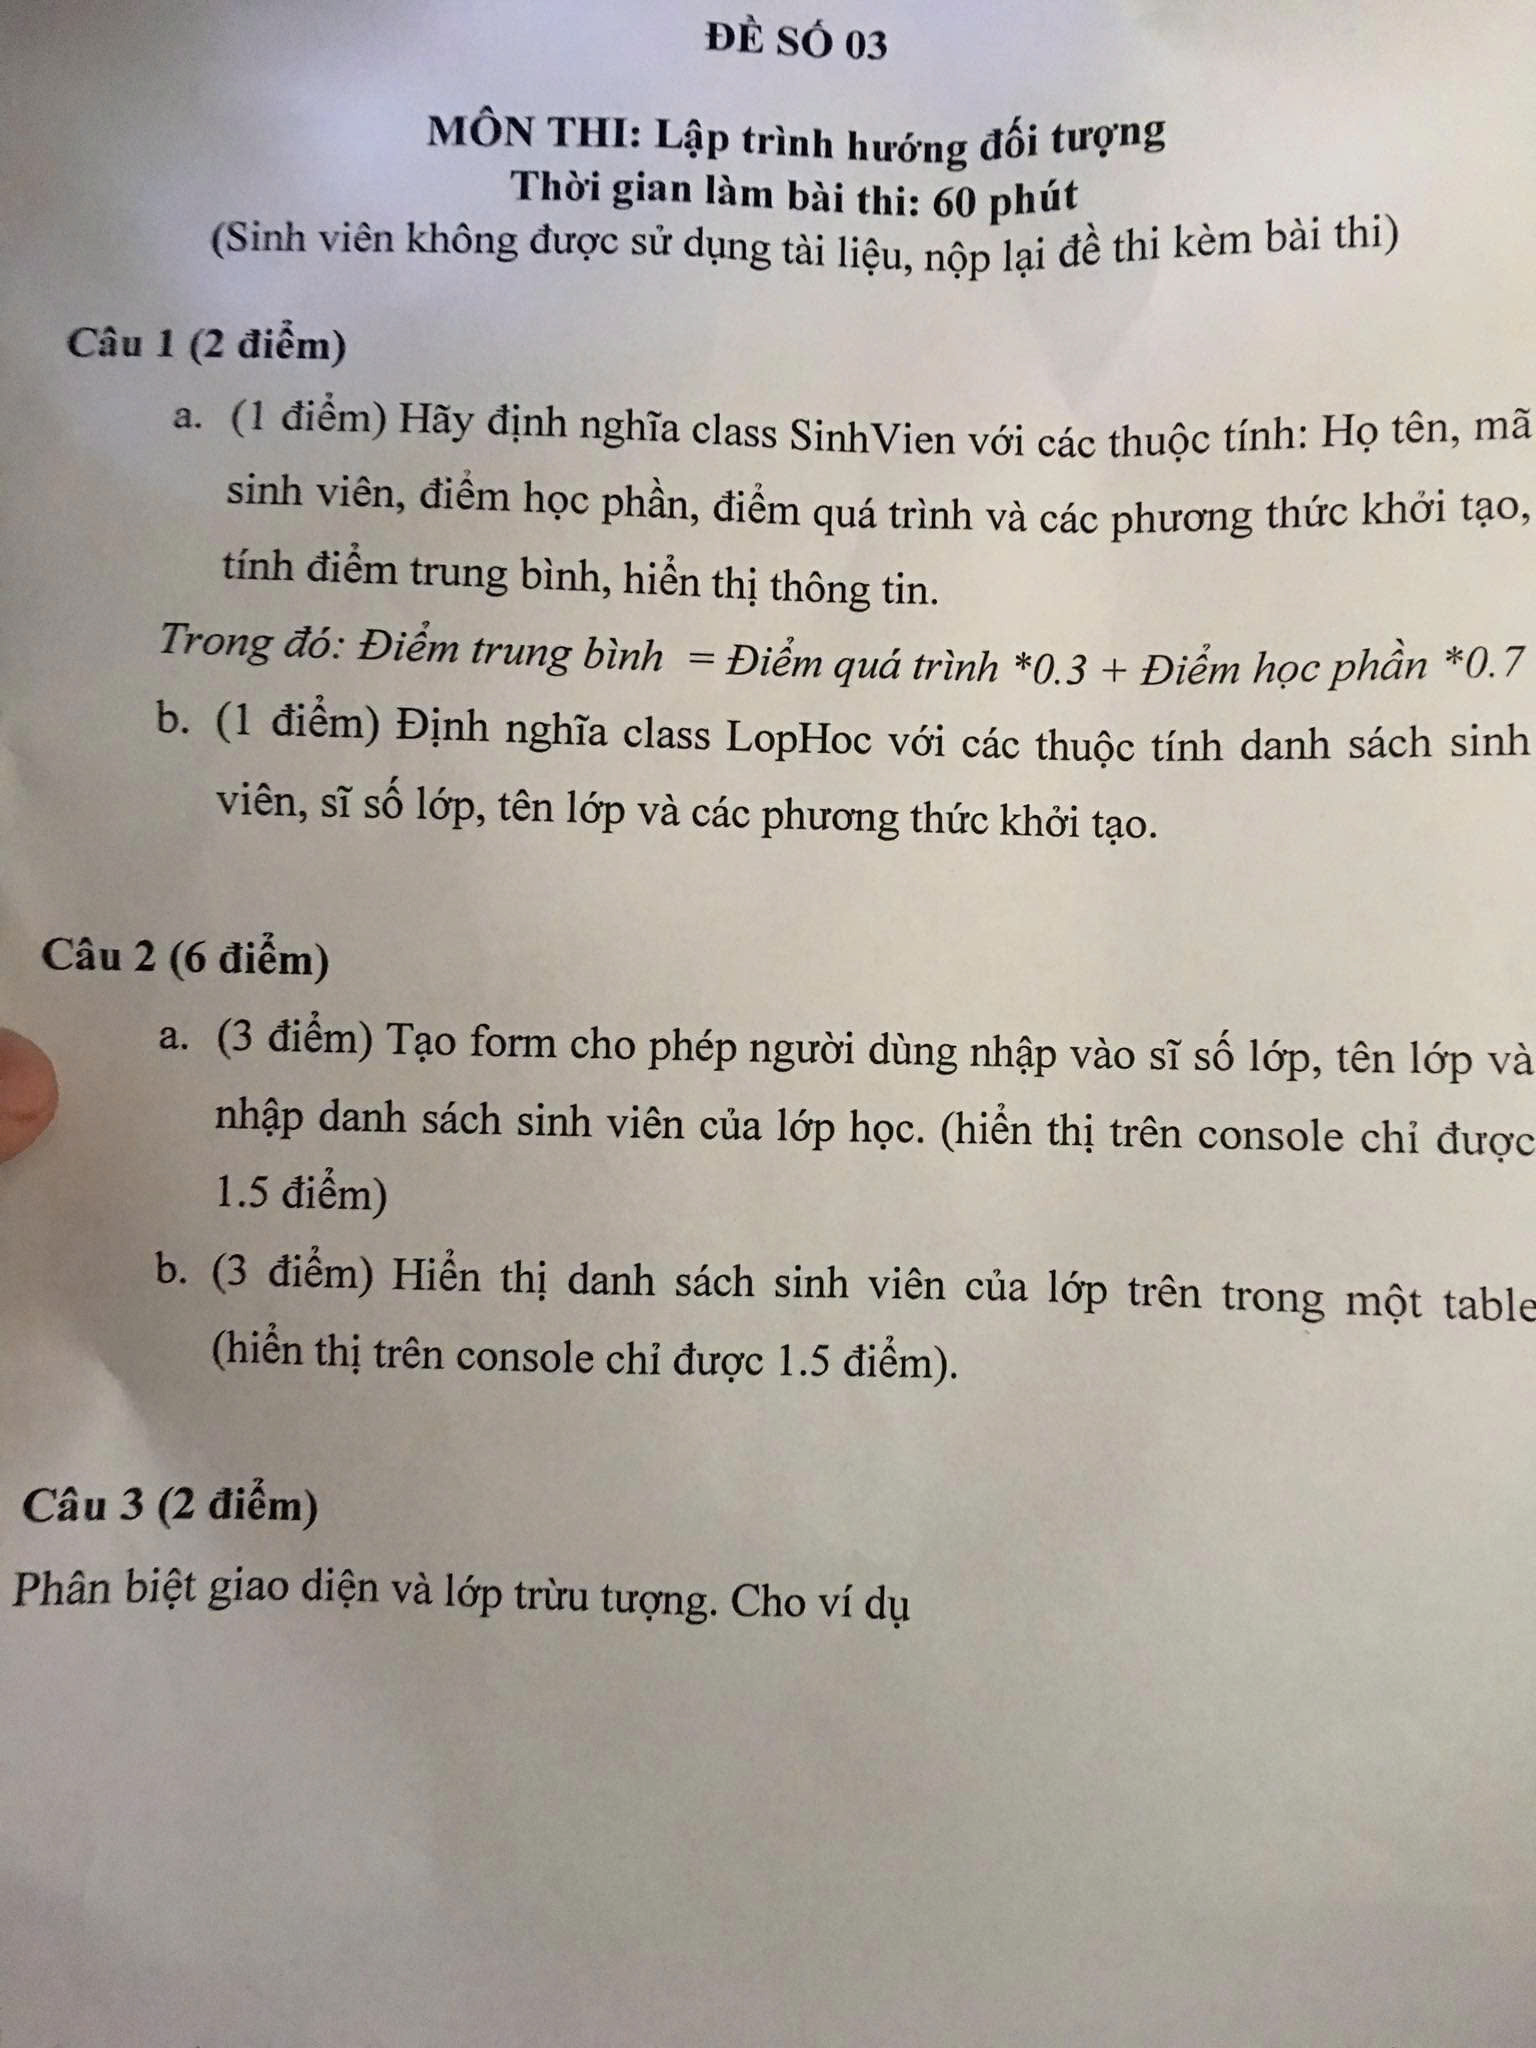 ĐỀ SỐ 03
MÔN THI: Lập trình hướng đối tượng
Thời gian làm bài thi: 60 phút
(Sinh viên không được sử dụng tài liệu, nộp lại đề thi kèm bài thi)
Câu 1 (2 điểm)
a. (1 điểm) Hãy định nghĩa class SinhVien với các thuộc tính: Họ tên, mã
sinh viên, điểm học phần, điểm quá trình và các phương thức khởi tạo,
tính điểm trung bình, hiển thị thông tin.
Trong đó: Điểm trung bình = Điểm quá trình *0.3 + Điểm học phần *0.7
b. (1 điểm) Định nghĩa class LopHoc với các thuộc tính danh sách sinh
viên, sĩ số lớp, tên lớp và các phương thức khởi tạo.
Câu 2 (6 điểm)
a. (3 điểm) Tạo form cho phép người dùng nhập vào sĩ số lớp, tên lớp và
nhập danh sách sinh viên của lớp học. (hiển thị trên console chỉ được
1.5 điểm)
b. (3 điểm) Hiển thị danh sách sinh viên của lớp trên trong một table
(hiển thị trên console chỉ được 1.5 điểm).
Câu 3 (2 điểm)
Phân biệt giao diện và lớp trừu tượng. Cho ví dụ